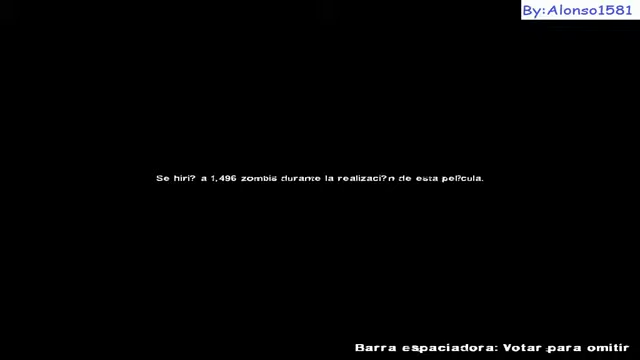 By:Alonso1581
Se hiri? a 1,496 zombis durante la realizaci?n de esta pel?cula.
Barra espaciadora: Votar para omitir